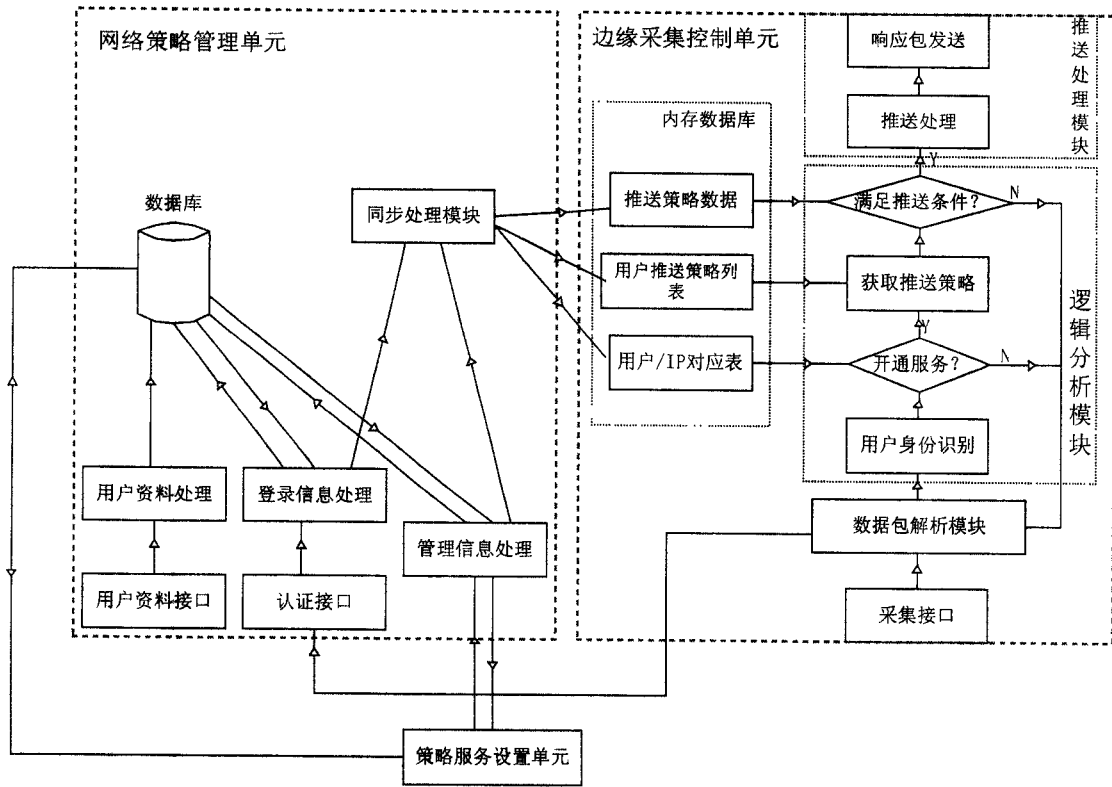 网络策略管理单元
数据库
同步处理模块
用户资料处理
登录信息处理
管理信息处理
用户资料接口
认证接口
策略服务设置单元
边缘采集控制单元
内存数据库
推送策略数据
用户推送策略列
表
用户/IP对应表
推送处理模块
响应包发送
推送处理
Y
满足推送条件?
N
获取推送策略
Y
开通服务?
N
用户身份识别
逻辑分析模块
数据包解析模块
采集接口